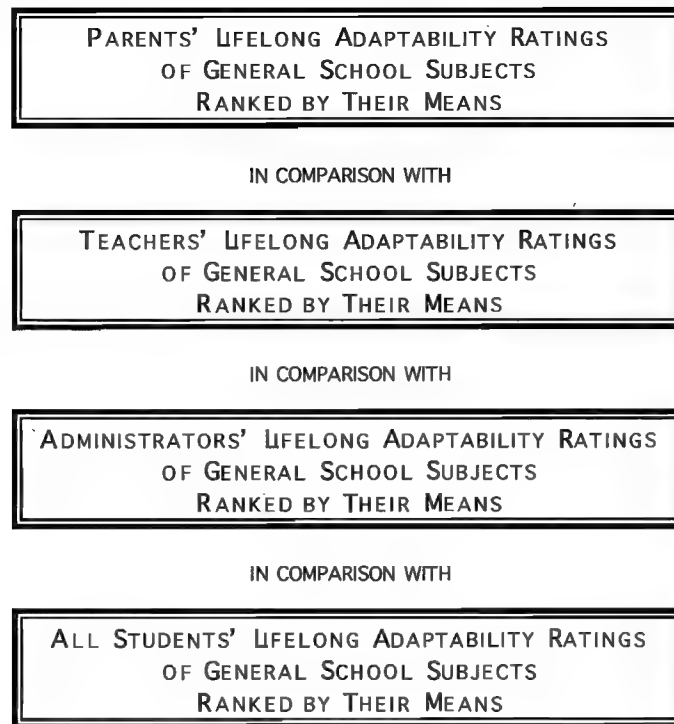 PARENTS' LIFELONG ADAPTABILITY RATINGS
OF GENERAL SCHOOL SUBJECTS
RANKED BY THEIR MEANS
IN COMPARISON WITH
TEACHERS' LIFELONG ADAPTABILITY RATINGS
OF GENERAL SCHOOL SUBJECTS
RANKED BY THEIR MEANS
IN COMPARISON WITH
ADMINISTRATORS' LIFELONG ADAPTABILITY RATINGS
OF GENERAL SCHOOL SUBJECTS
RANKED BY THEIR MEANS
IN COMPARISON WITH
ALL STUDENTS' LIFELONG ADAPTABILITY RATINGS
OF GENERAL SCHOOL SUBJECTS
RANKED BY THEIR MEANS